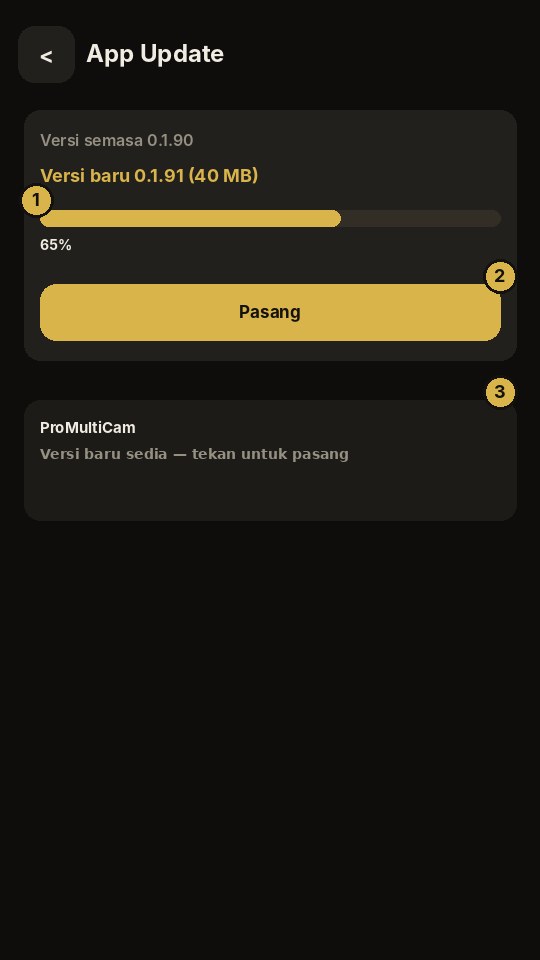 < App Update
Versi semasa 0.1.90
Versi baru 0.1.91 (40 MB)
1
65%
2
Pasang
3
ProMultiCam
Versi baru sedia — tekan untuk pasang